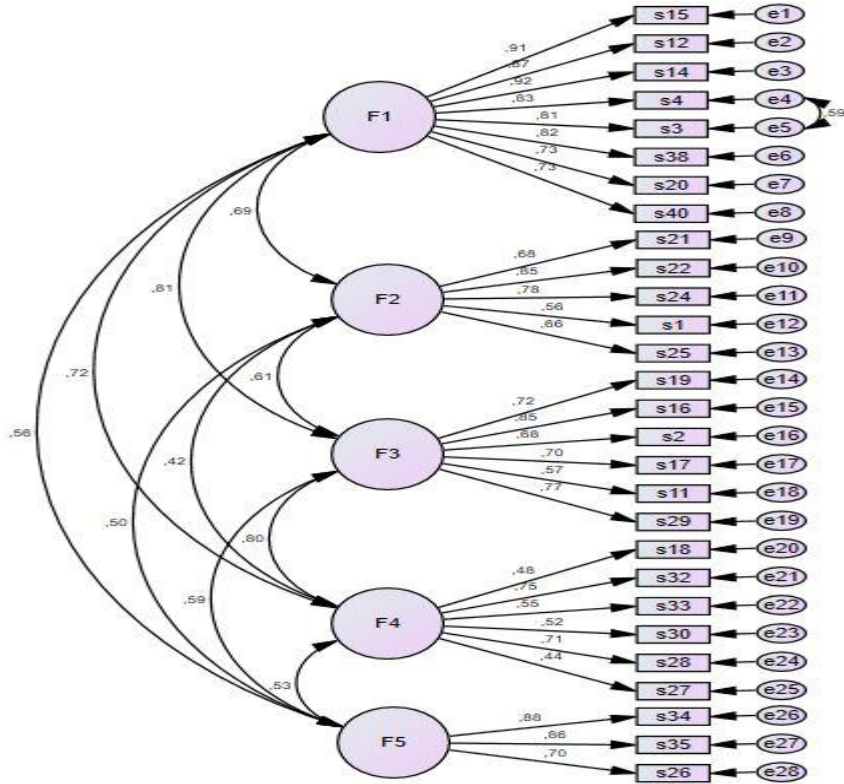 s15 e1
,91
s12 e2
,87
s14 e3
,92
s4 e4
,83
,59
F1
s3 e5
,81
s38 e6
,82
s20 e7
,73
s40 e8
,73
,69
s21 e9
,68
s22 e10
,85
F2
s24 e11
,78
s1 e12
,56
s25 e13
,66
,81
,72
,61
,56
s19 e14
,72
s16 e15
,85
s2 e16
,68
F3
s17 e17
,70
s11 e18
,57
s29 e19
,77
,42
,50
,80
,59
s18 e20
,48
s32 e21
,75
s33 e22
,55
F4
s30 e23
,52
s28 e24
,71
s27 e25
,44
,53
s34 e26
,88
F5
s35 e27
,86
s26 e28
,70